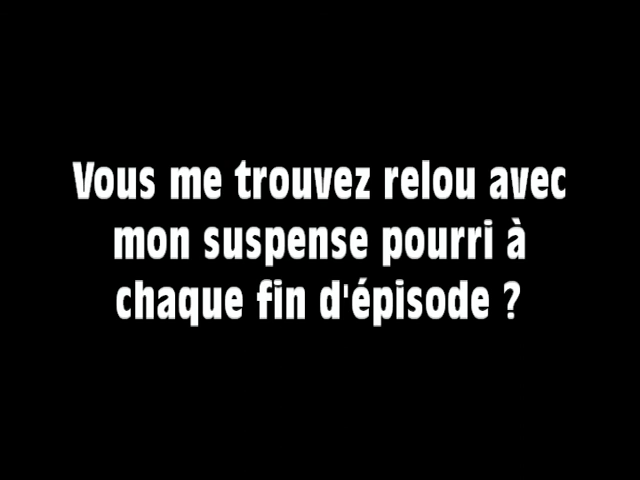 Vous me trouvez relou avec
mon suspense pourri à
chaque fin d'épisode ?